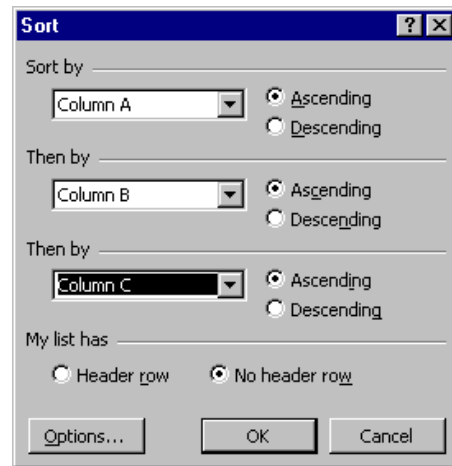 Sort
Sort by
Column A
Ascending
Descending
Then by
Column B
Ascending
Descending
Then by
Column C
Ascending
Descending
My list has
Header row
No header row
Options...
OK
Cancel